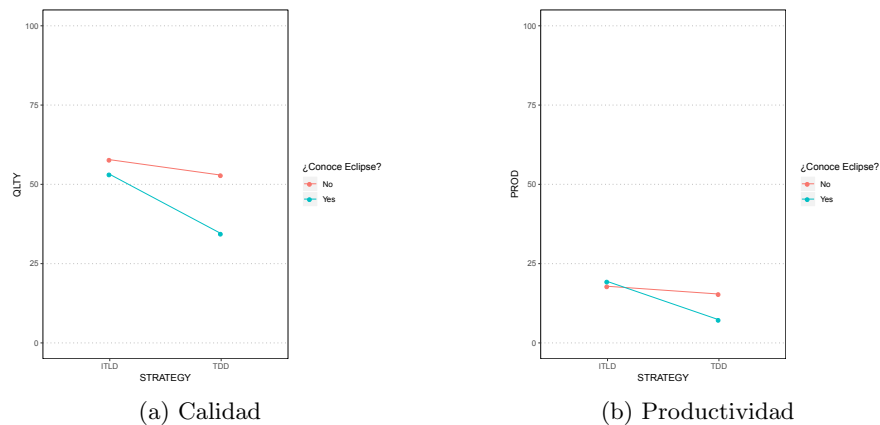 100
75
50
25
0
QLTY
ITLD
TDD
STRATEGY
¿Conoce Eclipse?
No
Yes
(a) Calidad
100
75
50
25
0
PROD
ITLD
TDD
STRATEGY
¿Conoce Eclipse?
No
Yes
(b) Productividad